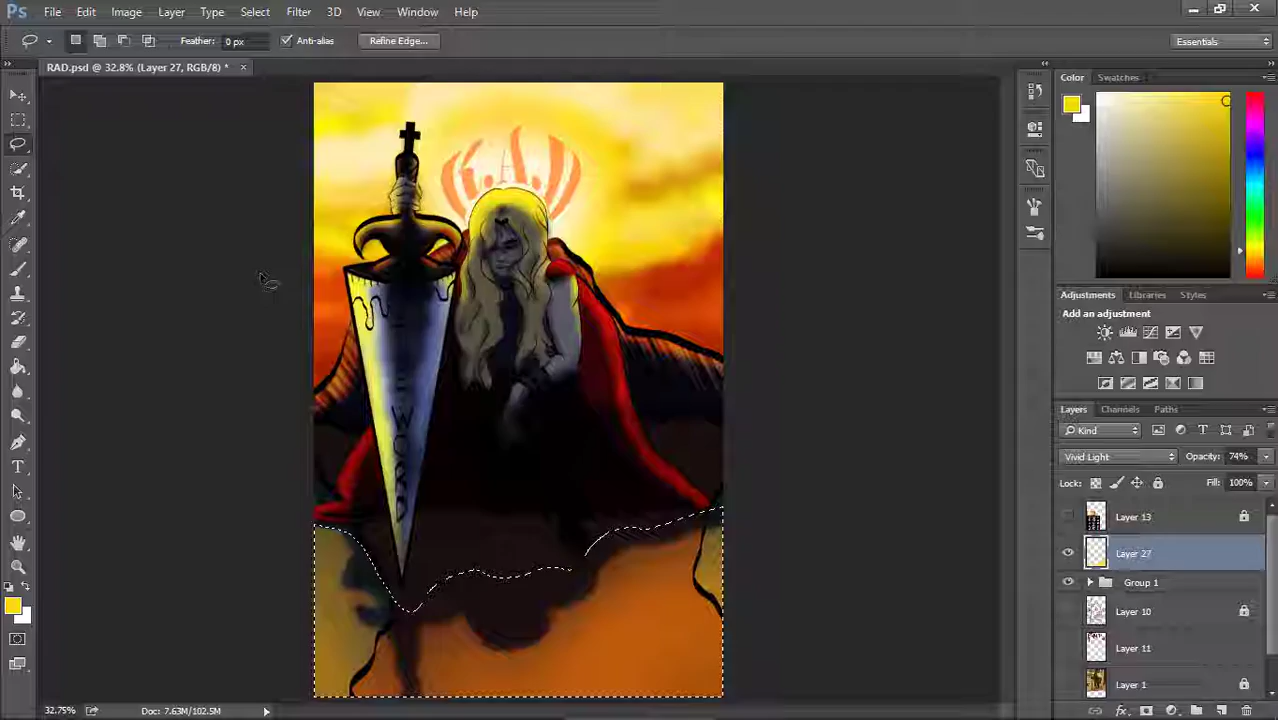 Ps File Edit Image Layer Type Select Filter 3D View Window Help
Feather: 0 px Anti-alias Refine Edge... Essentials
RAD.psd @ 32.8% (Layer 27, RGB/8) * ×
Color Swatches
R.A.D
Adjustments Libraries Styles
Add an adjustment
Layers Channels Paths
Kind
Vivid Light Opacity: 74%
Lock: Fill: 100%
Layer 13
Layer 27
Group 1
Layer 10
Layer 11
Layer 1
32.75% Doc: 7.63M/102.5M